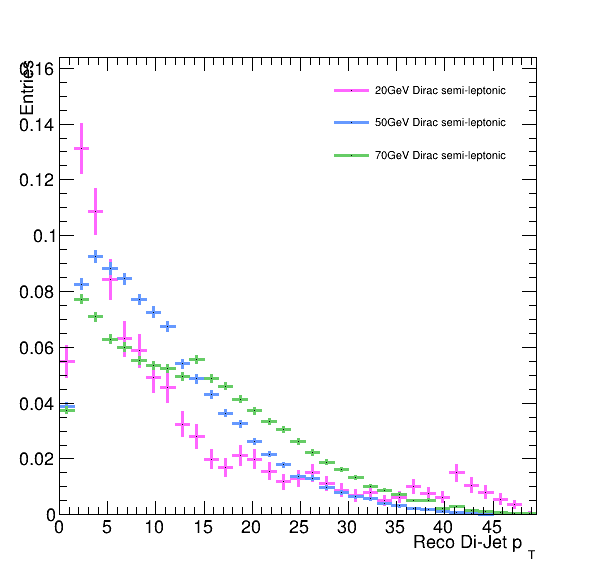 0.16
Entries
0.14
0.12
0.1
0.08
0.06
0.04
0.02
0
20GeV Dirac semi-leptonic
50GeV Dirac semi-leptonic
70GeV Dirac semi-leptonic
0 5 10 15 20 25 30 35 40 45
Reco Di-Jet p
T